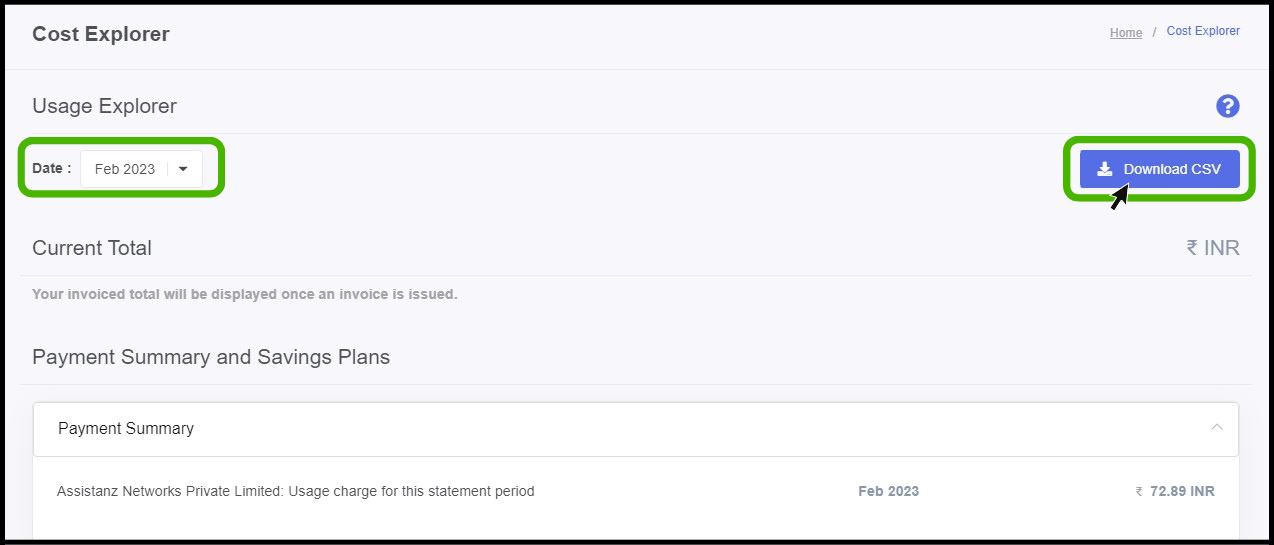 Cost Explorer
Home / Cost Explorer
Usage Explorer
?
Date : Feb 2023
Download CSV
Current Total
₹ INR
Your invoiced total will be displayed once an invoice is issued.
Payment Summary and Savings Plans
Payment Summary
Assistanz Networks Private Limited: Usage charge for this statement period Feb 2023 ₹ 72.89 INR